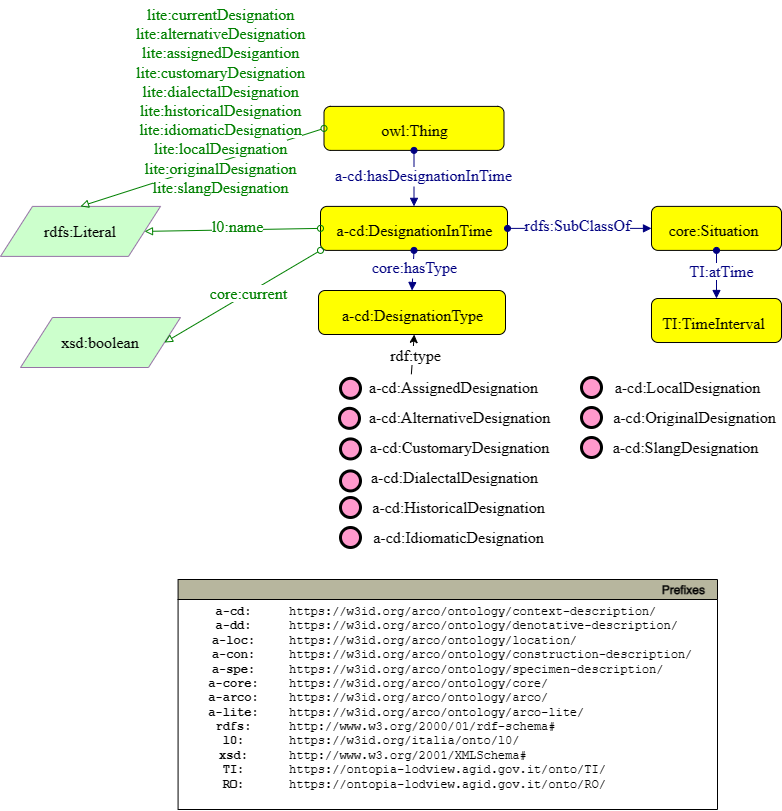 lite:currentDesignation
lite:alternativeDesignation
lite:assignedDesigantion
lite:customaryDesignation
lite:dialectalDesignation
lite:historicalDesignation
lite:idiomaticDesignation
lite:localDesignation
lite:originalDesignation
lite:slangDesignation
owl:Thing
a-cd:hasDesignationInTime
rdfs:Literal
l0:name
a-cd:DesignationInTime
rdfs:SubClassOf
core:Situation
core:hasType
TI:atTime
core:current
a-cd:DesignationType
TI:TimeInterval
xsd:boolean
rdf:type
a-cd:AssignedDesignation
a-cd:LocalDesignation
a-cd:AlternativeDesignation
a-cd:OriginalDesignation
a-cd:CustomaryDesignation
a-cd:SlangDesignation
a-cd:DialectalDesignation
a-cd:HistoricalDesignation
a-cd:IdiomaticDesignation
Prefixes
a-cd: https://w3id.org/arco/ontology/context-description/
a-dd: https://w3id.org/arco/ontology/denotative-description/
a-loc: https://w3id.org/arco/ontology/location/
a-con: https://w3id.org/arco/ontology/construction-description/
a-spe: https://w3id.org/arco/ontology/specimen-description/
a-core: https://w3id.org/arco/ontology/core/
a-arco: https://w3id.org/arco/ontology/arco/
a-lite: https://w3id.org/arco/ontology/arco-lite/
rdfs: http://www.w3.org/2000/01/rdf-schema#
l0: https://w3id.org/italia/onto/l0/
xsd: http://www.w3.org/2001/XMLSchema#
TI: https://ontopia-lodview.agid.gov.it/onto/TI/
RO: https://ontopia-lodview.agid.gov.it/onto/RO/